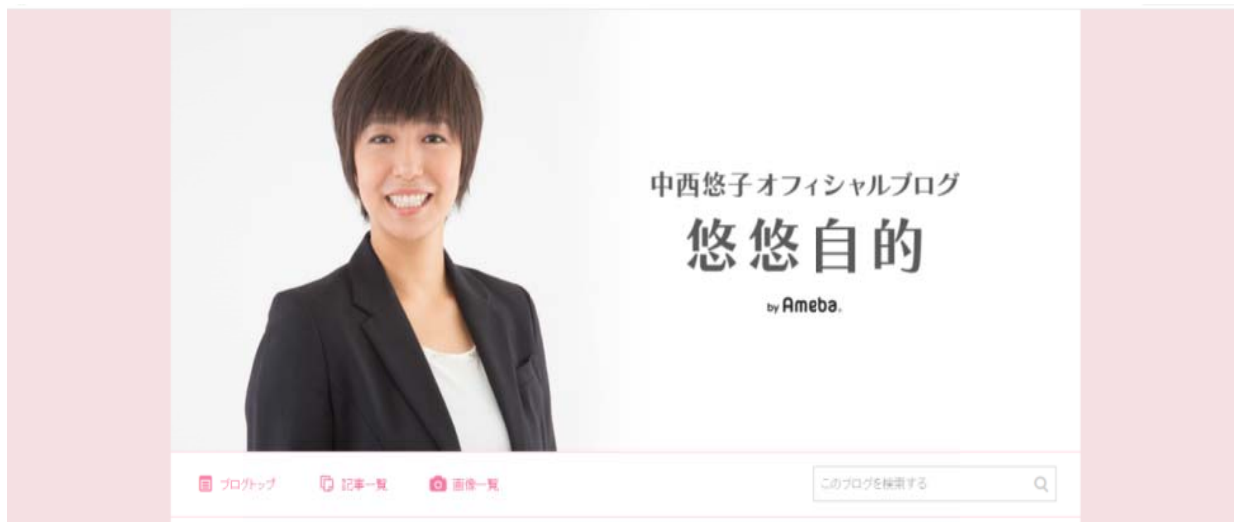 中西悠子オフィシャルブログ
悠悠自的
by Ameba.
ブログトップ
記事一覧
画像一覧
このブログを検索する